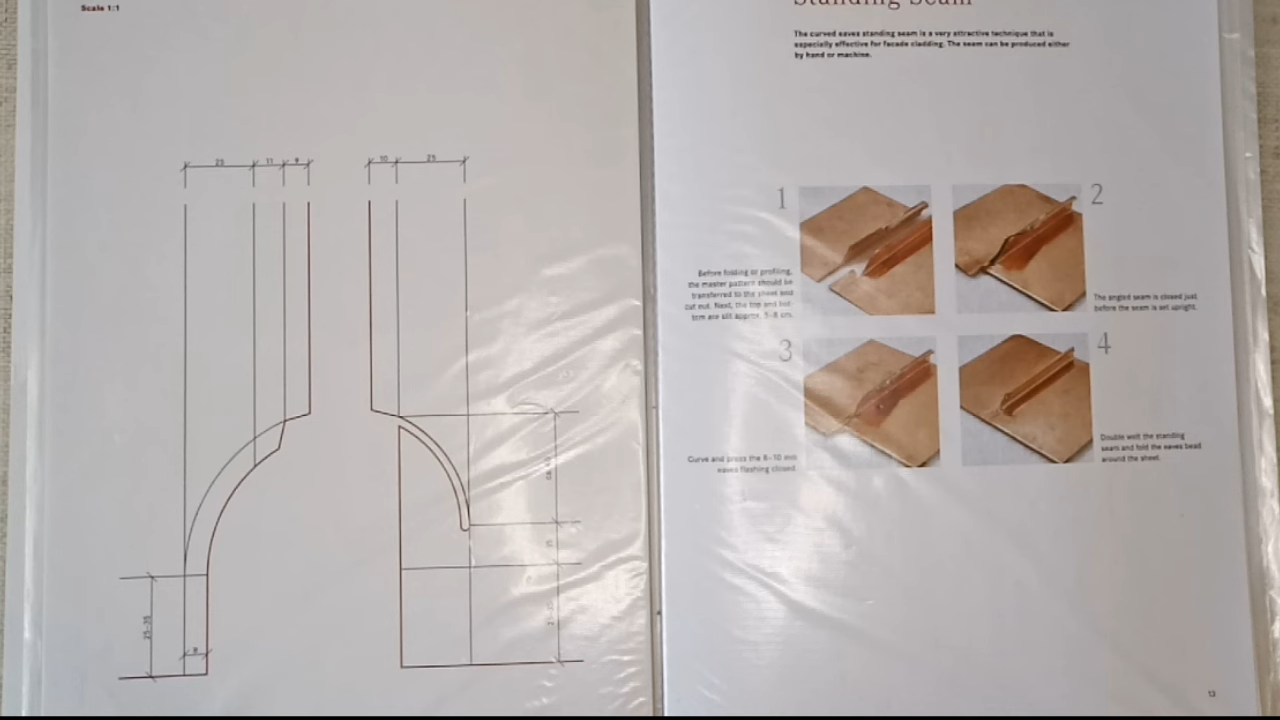 Scale 1:1
25 11 9
10 25
25-35
8
Standing Seam
The curved eaves standing seam is a very attractive technique that is
especially effective for facade cladding. The seam can be produced either
by hand or machine.
1
2
Before folding or profiling,
the master pattern should be
transferred to the sheet and
cut out. Next, the top and bot-
tom are slit approx. 5-8 cm.
The angled seam is closed just
before the seam is set upright.
3
4
Curve and press the 8-10 mm
eaves flashing closed.
Double welt the standing
seam and fold the eaves bead
around the sheet.
13